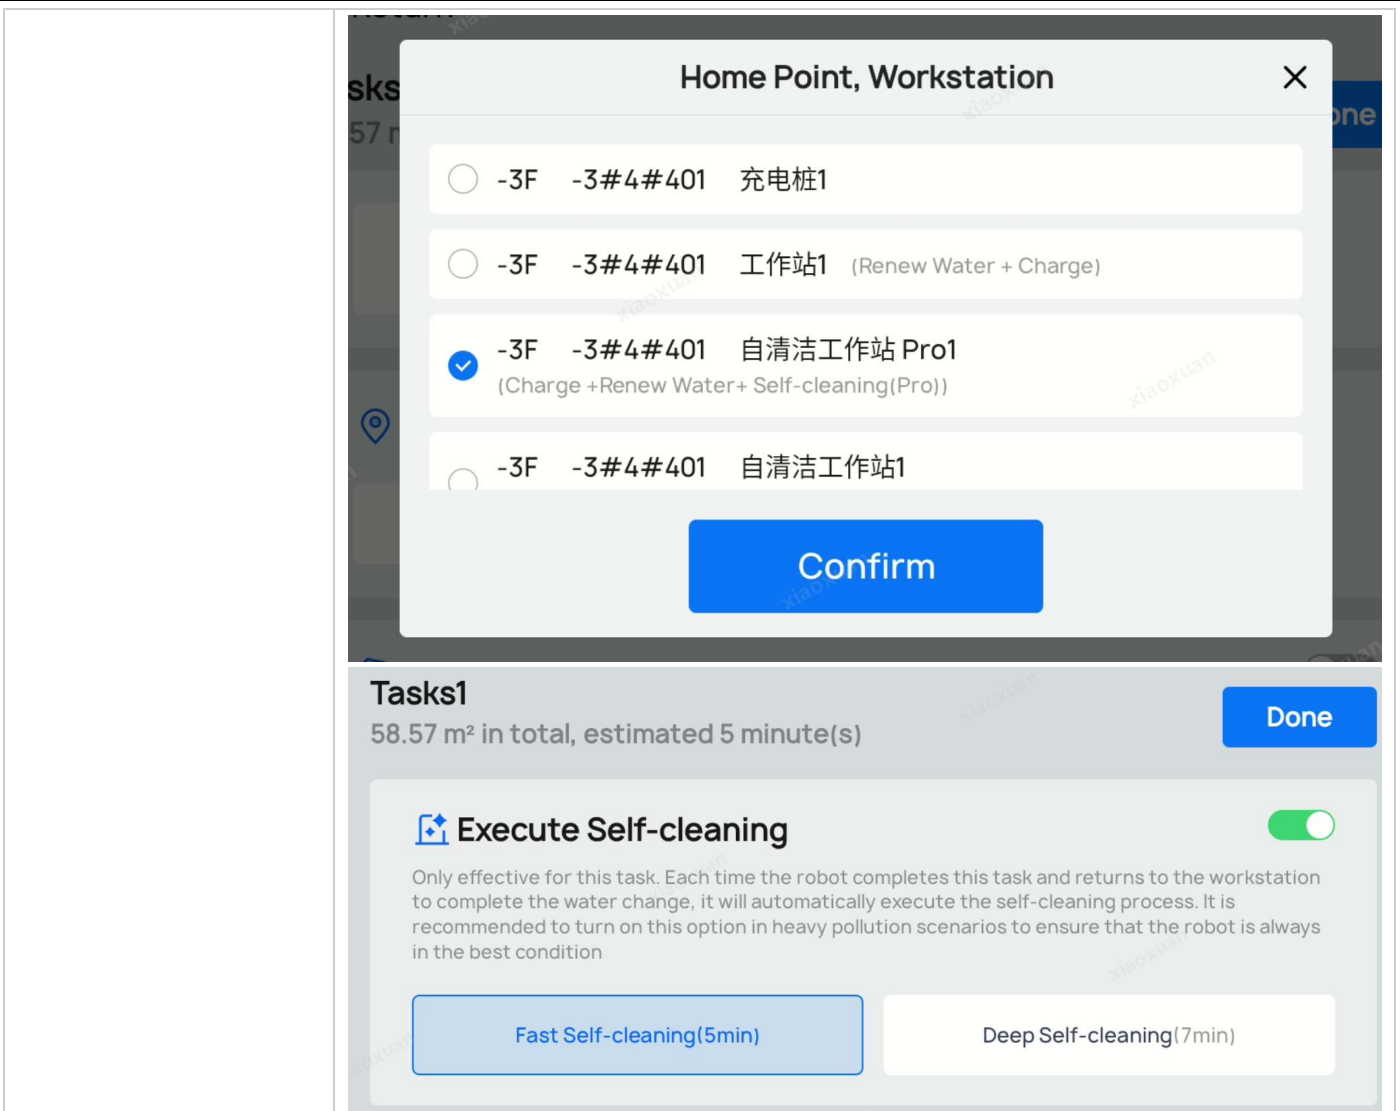 Home Point, Workstation
sks
57 m
one
-3F -3#4#401 充电桩1
-3F -3#4#401 工作站1 (Renew Water + Charge)
-3F -3#4#401 自清洁工作站 Pro1
(Charge +Renew Water+ Self-cleaning(Pro))
-3F -3#4#401 自清洁工作站1
Confirm
Tasks1
58.57 m² in total, estimated 5 minute(s)
Done
Execute Self-cleaning
Only effective for this task. Each time the robot completes this task and returns to the workstation
to complete the water change, it will automatically execute the self-cleaning process. It is
recommended to turn on this option in heavy pollution scenarios to ensure that the robot is always
in the best condition
Fast Self-cleaning(5min)
Deep Self-cleaning(7min)
xiaoxuan